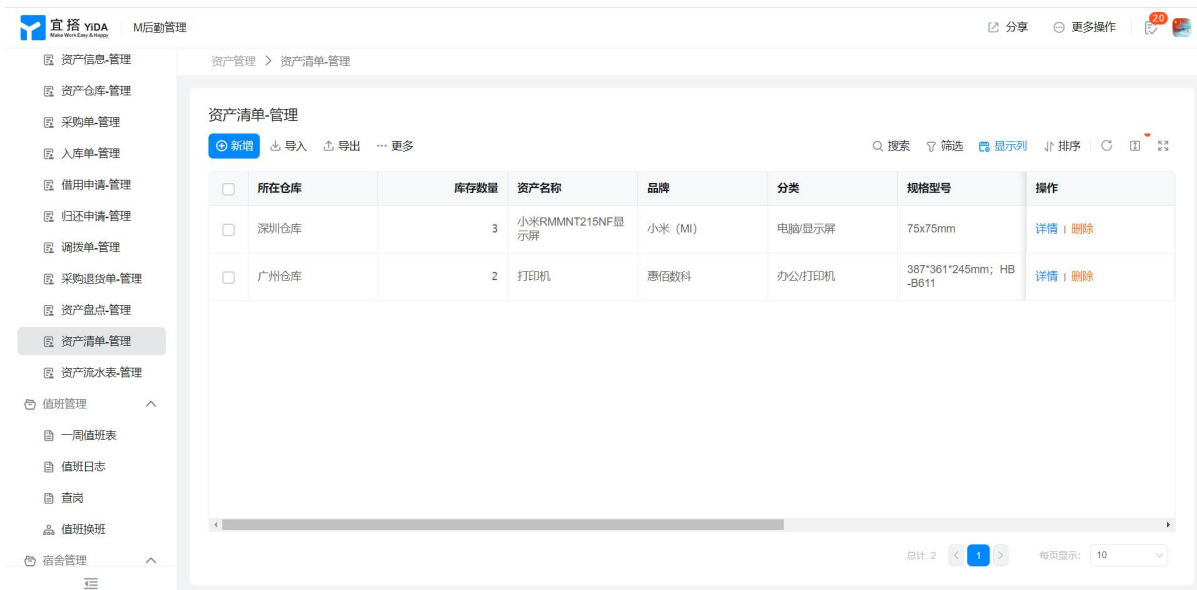 宜搭 YiDA
Make Work Easy & Happy
M后勤管理
分享
更多操作
20
资产信息-管理
资产仓库-管理
采购单-管理
入库单-管理
借用申请-管理
归还申请-管理
调拨单-管理
采购退货单-管理
资产盘点-管理
资产清单-管理
资产流水表-管理
值班管理
一周值班表
值班日志
查岗
值班换班
宿舍管理
资产管理 > 资产清单-管理
资产清单-管理
新增 导入 导出 ··· 更多
搜索 筛选 显示列 排序
所在仓库 库存数量 资产名称 品牌 分类 规格型号 操作
深圳仓库 3 小米RMMNT215NF显示屏 小米（MI） 电脑/显示屏 75x75mm 详情 | 删除
广州仓库 2 打印机 惠佰数科 办公/打印机 387*361*245mm；HB-B611 详情 | 删除
总计: 2 < 1 > 每页显示: 10